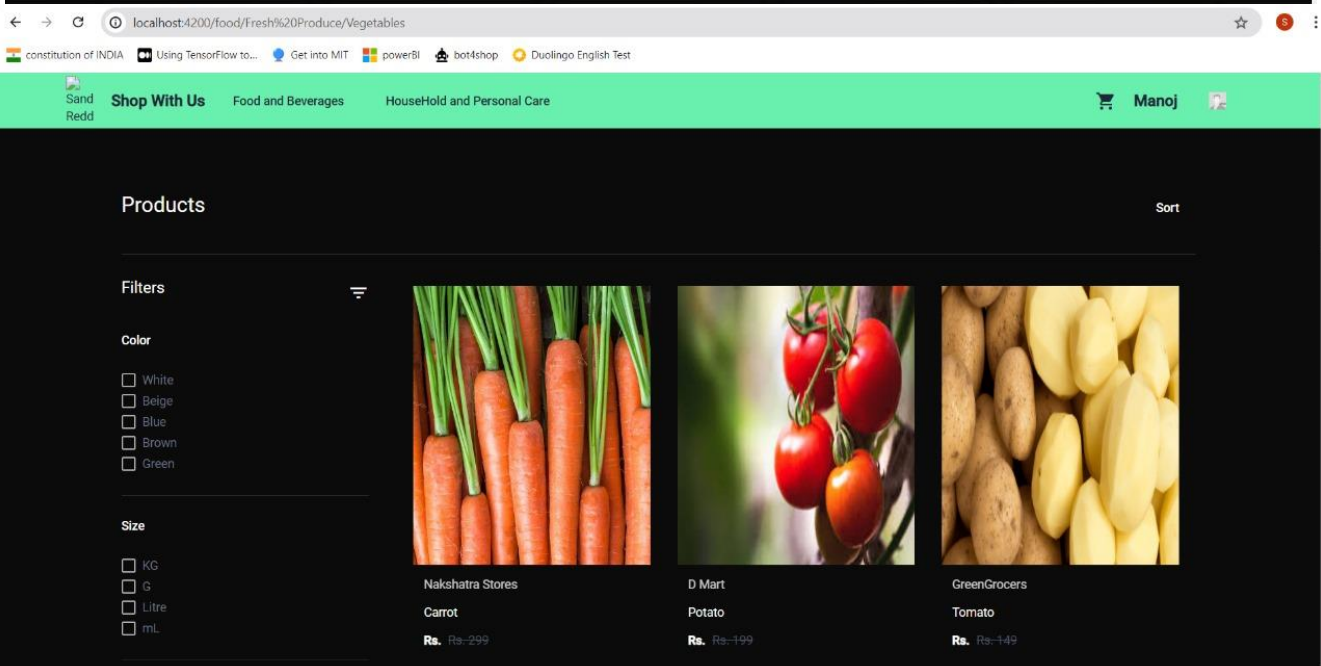 localhost:4200/food/Fresh%20Produce/Vegetables
S
constitution of INDIA Using TensorFlow to... Get into MIT powerBI bot4shop Duolingo English Test
Sand
Redd
Shop With Us Food and Beverages HouseHold and Personal Care Manoj
Products Sort
Filters
Color
White
Beige
Blue
Brown
Green
Size
KG
G
Litre
mL
Nakshatra Stores
Carrot
Rs. Rs. 299
D Mart
Potato
Rs. Rs. 199
GreenGrocers
Tomato
Rs. Rs. 149